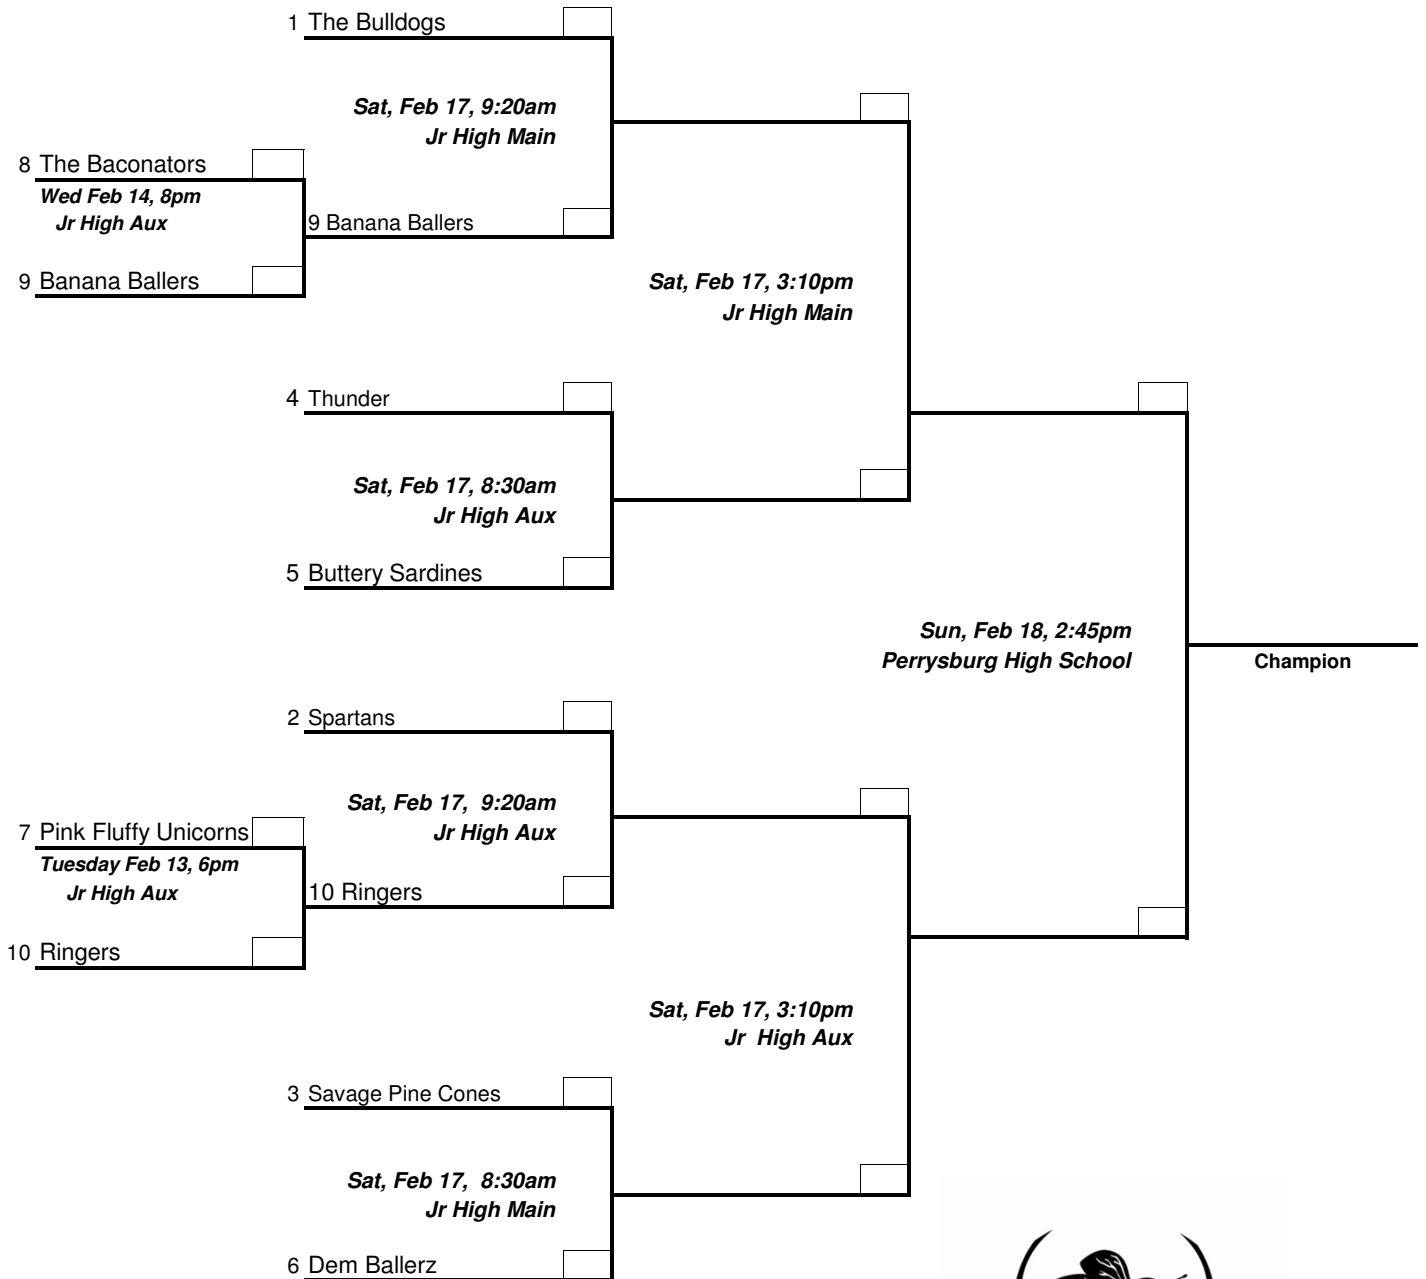 1 The Bulldogs
Sat, Feb 17, 9:20am
Jr High Main
8 The Baconators
Wed Feb 14, 8pm
Jr High Aux
9 Banana Ballers
9 Banana Ballers
Sat, Feb 17, 3:10pm
Jr High Main
4 Thunder
Sat, Feb 17, 8:30am
Jr High Aux
5 Buttery Sardines
Sun, Feb 18, 2:45pm
Perrysburg High School
Champion
2 Spartans
Sat, Feb 17, 9:20am
Jr High Aux
7 Pink Fluffy Unicorns
Tuesday Feb 13, 6pm
Jr High Aux
10 Ringers
10 Ringers
Sat, Feb 17, 3:10pm
Jr High Aux
3 Savage Pine Cones
Sat, Feb 17, 8:30am
Jr High Main
6 Dem Ballerz